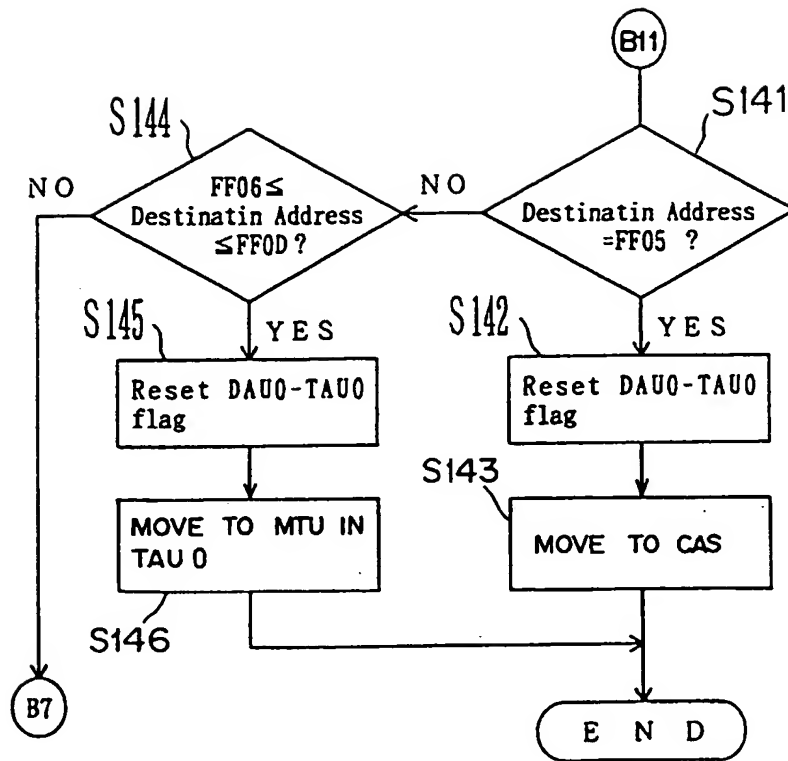 B11
S141
Destinatin Address
=FF05 ?
NO
YES
S144
FF06≤
Destinatin Address
≤FF0D?
NO
YES
S142
Reset DAU0-TAU0
flag
S143
MOVE TO CAS
S145
Reset DAU0-TAU0
flag
MOVE TO MTU IN
TAU 0
S146
B7
E N D